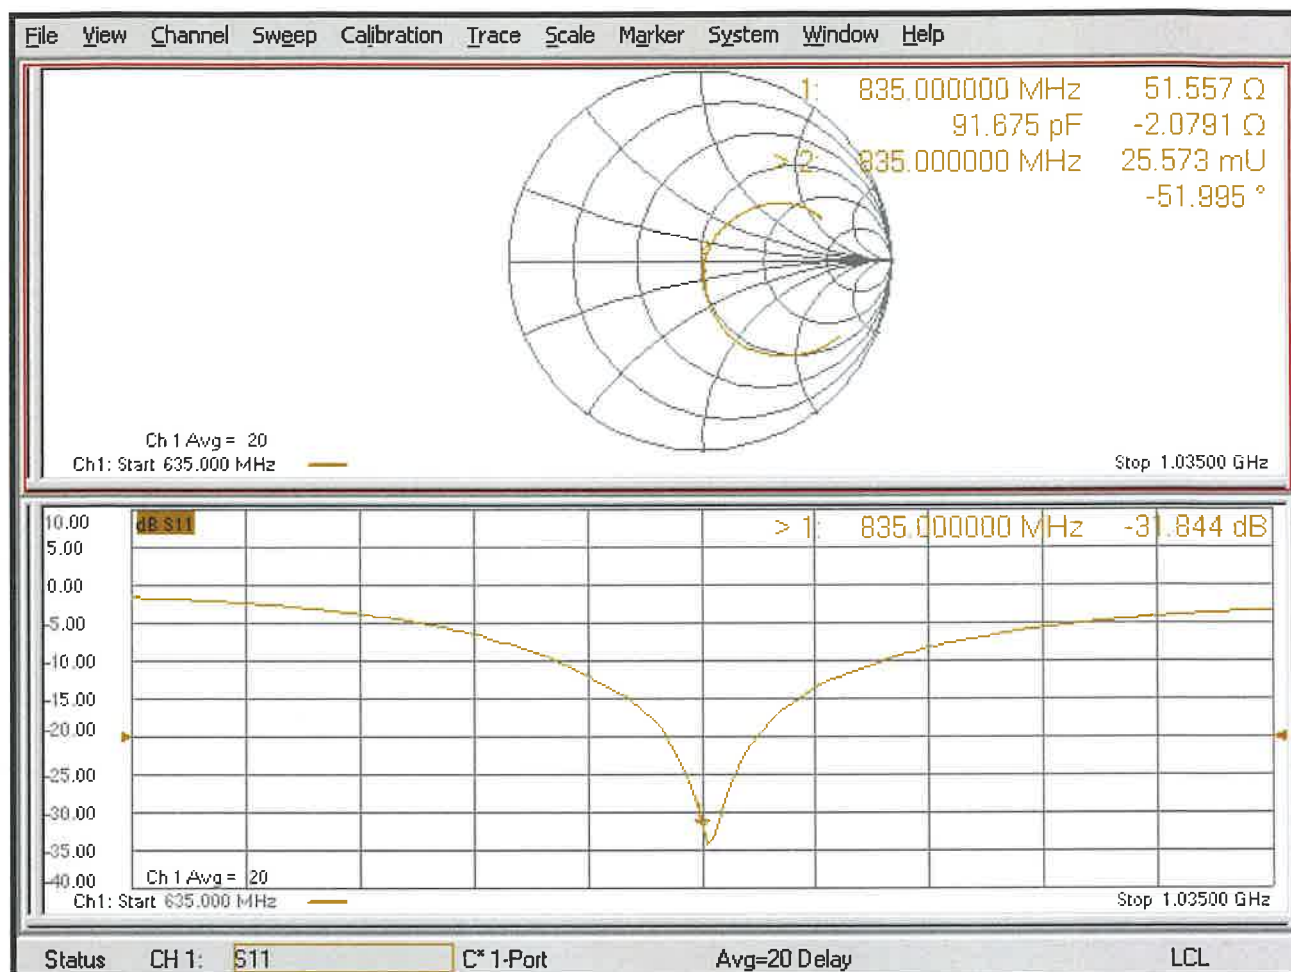 File View Channel Sweep Calibration Trace Scale Marker System Window Help
1: 835.000000 MHz 51.557 Ω
91.675 pF -2.0791 Ω
> 2: 835.000000 MHz 25.573 mU
-51.995 °
Ch 1 Avg = 20
Ch1: Start 635.000 MHz
Stop 1.03500 GHz
10.00
dB S11
> 1: 835.000000 MHz -31.844 dB
5.00
0.00
-5.00
-10.00
-15.00
-20.00
-25.00
-30.00
-35.00
-40.00
Ch 1 Avg = 20
Ch1: Start 635.000 MHz
Stop 1.03500 GHz
Status CH 1: S11 C* 1-Port Avg=20 Delay LCL